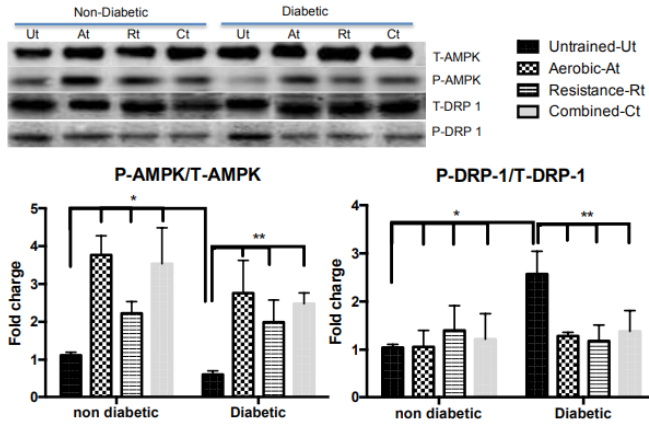 Non-Diabetic Diabetic
Ut At Rt Ct Ut At Rt Ct
T-AMPK
P-AMPK
T-DRP 1
P-DRP 1
Untrained-Ut
Aerobic-At
Resistance-Rt
Combined-Ct
P-AMPK/T-AMPK
Fold charge
5
4
3
2
1
0
*
**
non diabetic Diabetic
P-DRP-1/T-DRP-1
Fold charge
4
3
2
1
0
*
**
non diabetic Diabetic